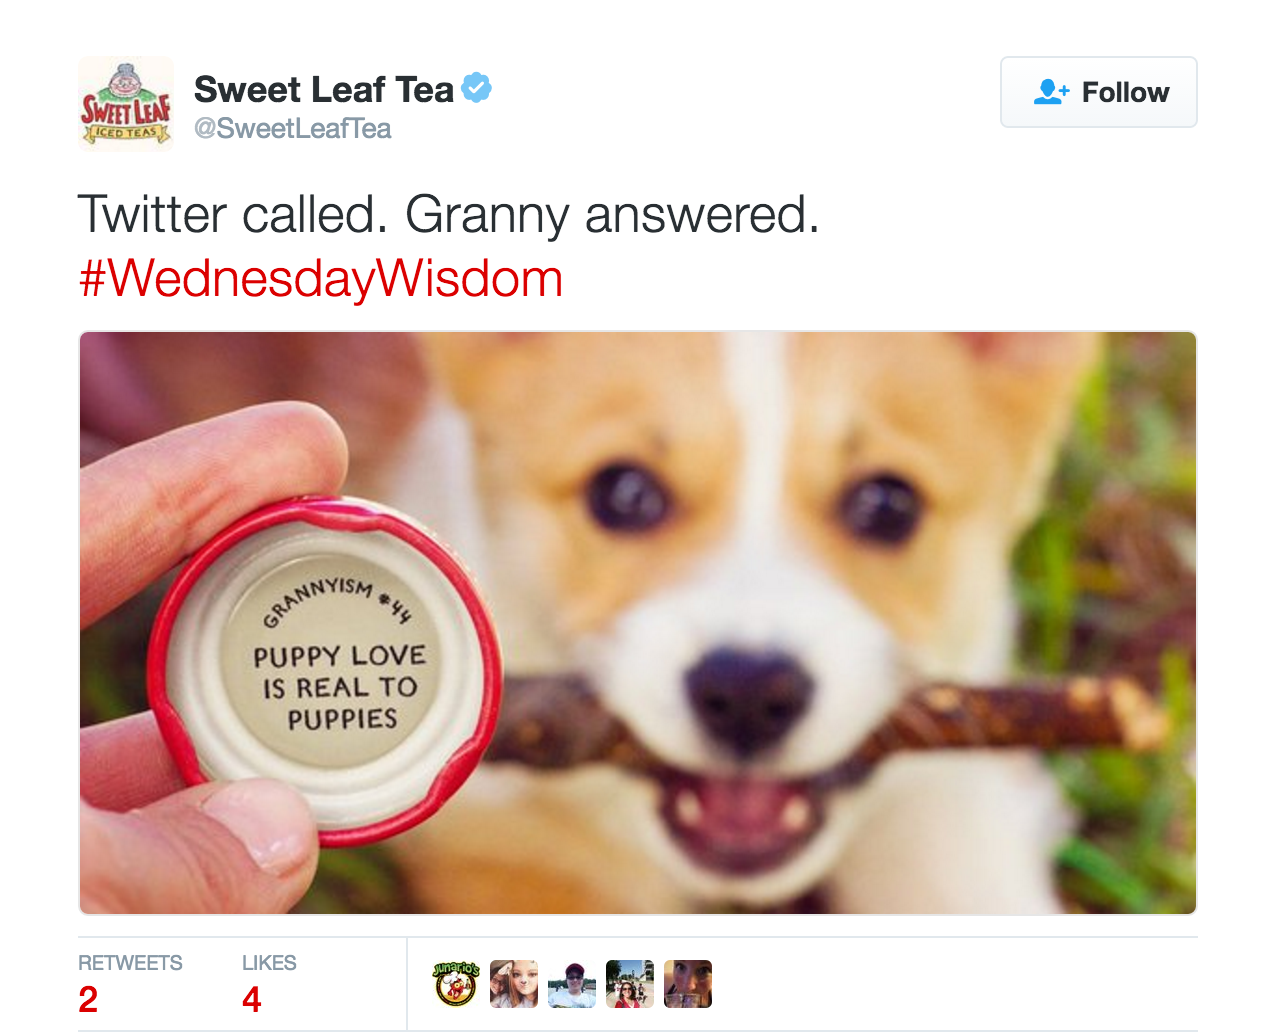 SWEET LEAF
ICED TEAS
Sweet Leaf Tea
@SweetLeafTea
Follow
Twitter called. Granny answered.
#WednesdayWisdom
GRANNYISM #44
PUPPY LOVE
IS REAL TO
PUPPIES
RETWEETS
2
LIKES
4
Junario's